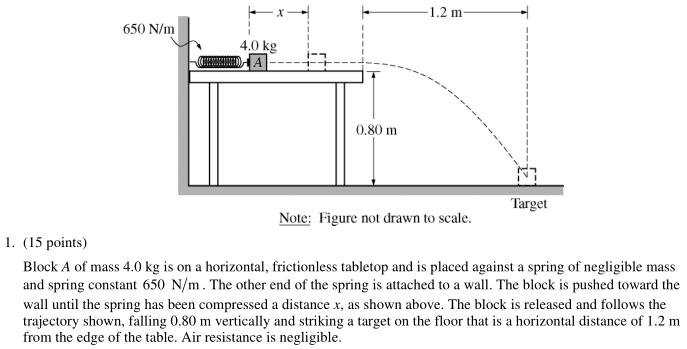 x
1.2 m
650 N/m
4.0 kg
A
0.80 m
Target
Note: Figure not drawn to scale.
1. (15 points)
Block A of mass 4.0 kg is on a horizontal, frictionless tabletop and is placed against a spring of negligible mass
and spring constant 650 N/m. The other end of the spring is attached to a wall. The block is pushed toward the
wall until the spring has been compressed a distance x, as shown above. The block is released and follows the
trajectory shown, falling 0.80 m vertically and striking a target on the floor that is a horizontal distance of 1.2 m
from the edge of the table. Air resistance is negligible.